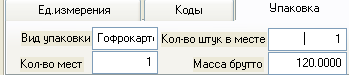 Ед.измерения Коды Упаковка
Вид упаковки Гофрокарто Кол-во штук в месте 1
Кол-во мест 1 Масса брутто 120.0000